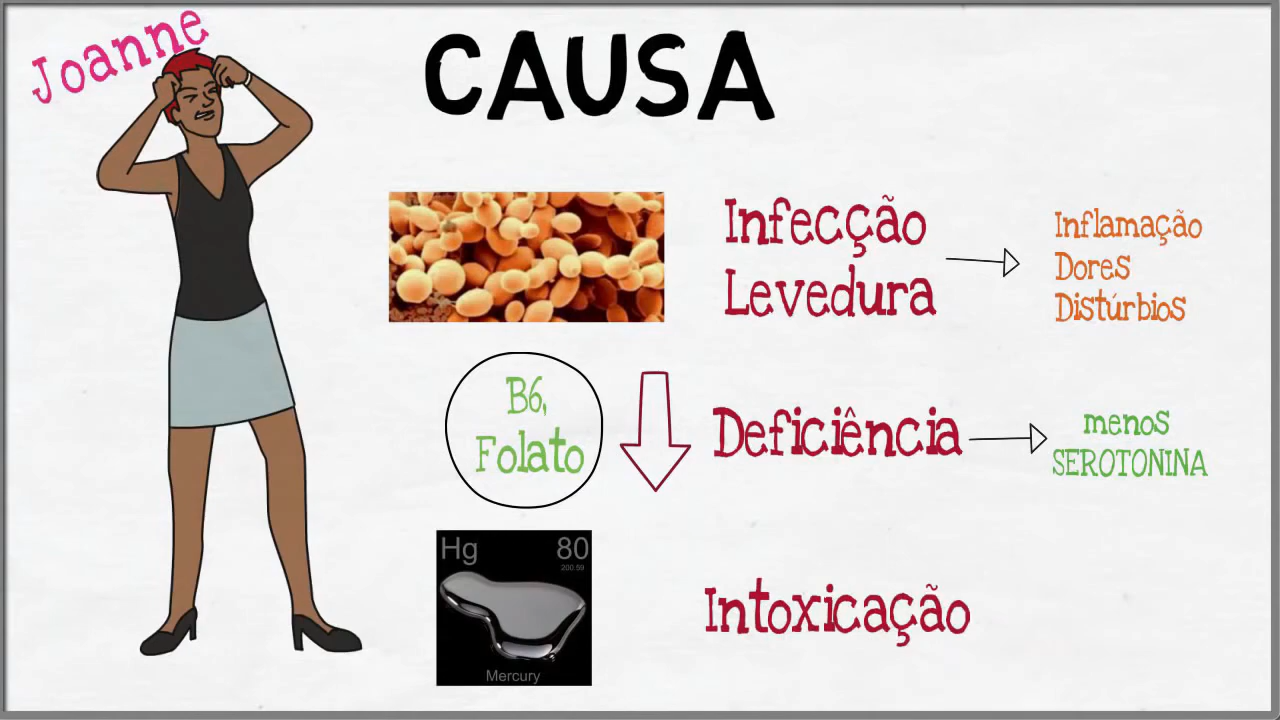 Joanne
CAUSA
Infecção
Levedura
Inflamação
Dores
Distúrbios
B6,
Folato
Deficiência
menos
SEROTONINA
Hg 80
200.59
Mercury
Intoxicação